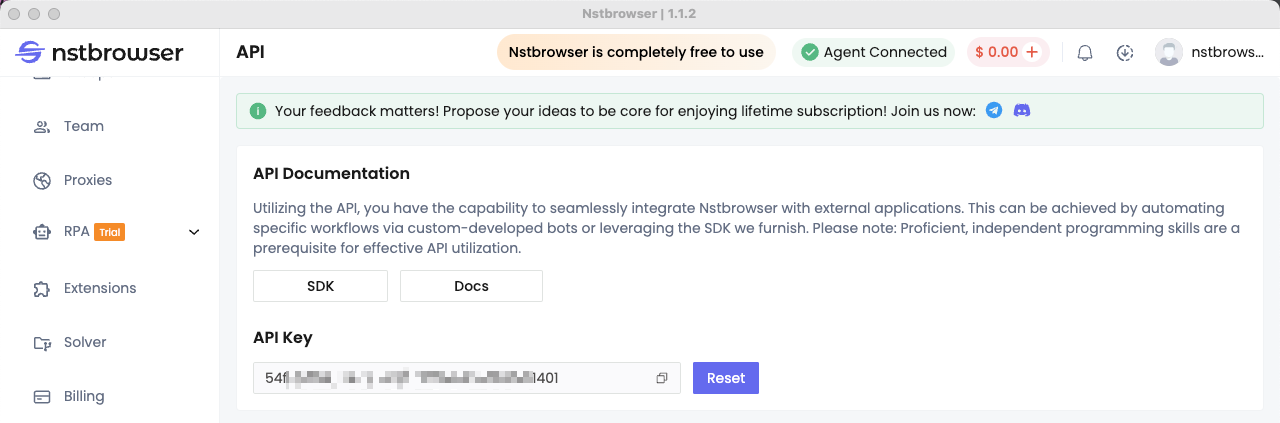 Nstbrowser | 1.1.2
nstbrowser
API
Nstbrowser is completely free to use
Agent Connected
$ 0.00 +
nstbrows...
Your feedback matters! Propose your ideas to be core for enjoying lifetime subscription! Join us now:
Team
Proxies
RPA Trial
Extensions
Solver
Billing
API Documentation
Utilizing the API, you have the capability to seamlessly integrate Nstbrowser with external applications. This can be achieved by automating
specific workflows via custom-developed bots or leveraging the SDK we furnish. Please note: Proficient, independent programming skills are a
prerequisite for effective API utilization.
SDK
Docs
API Key
Reset